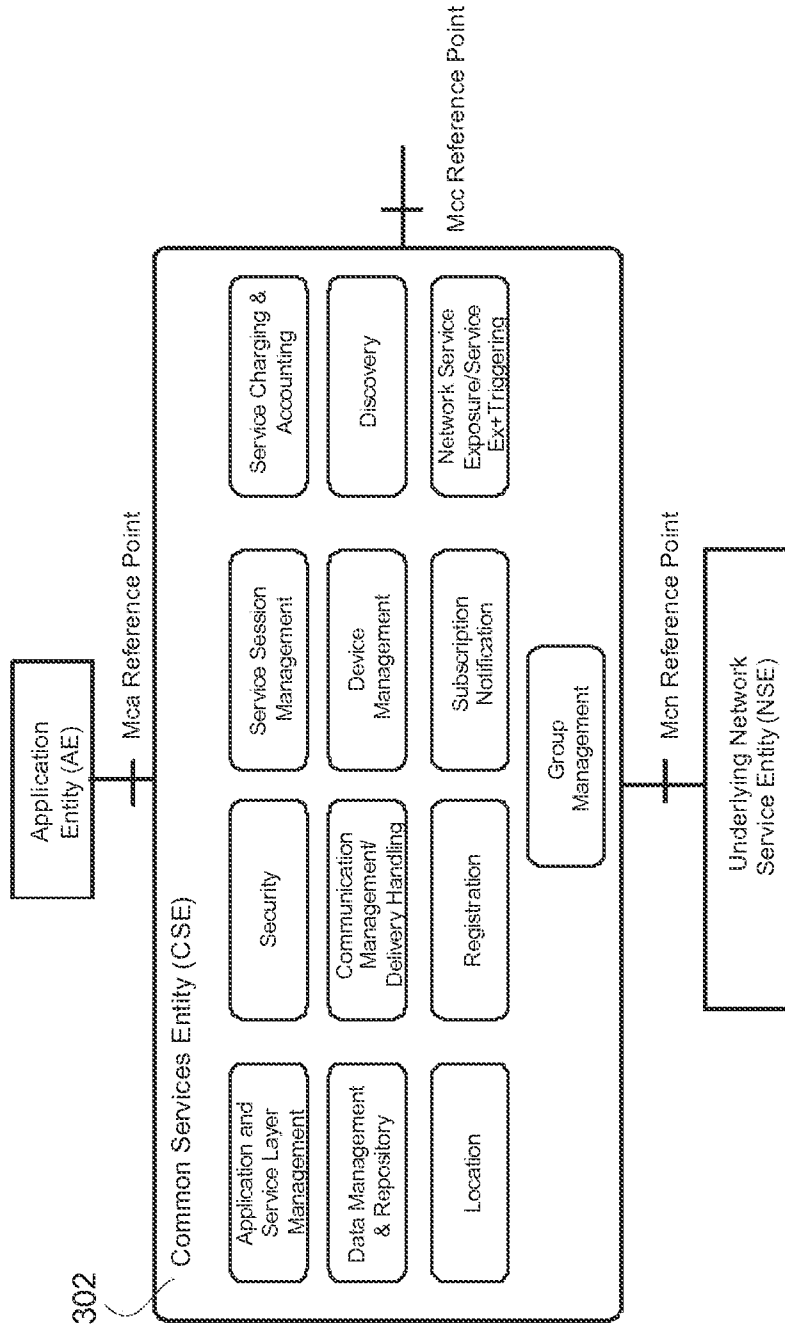 Application
Entity (AE)
Mca Reference Point
302
Common Services Entity (CSE)
Application and
Service Layer
Management
Security
Service Session
Management
Service Charging &
Accounting
Data Management
& Repository
Communication
Management/
Delivery Handling
Device
Management
Discovery
Location
Registration
Subscription
Notification
Network Service
Exposure/Service
Ex+Triggering
Group
Management
Mcc Reference Point
Mcn Reference Point
Underlying Network
Service Entity (NSE)